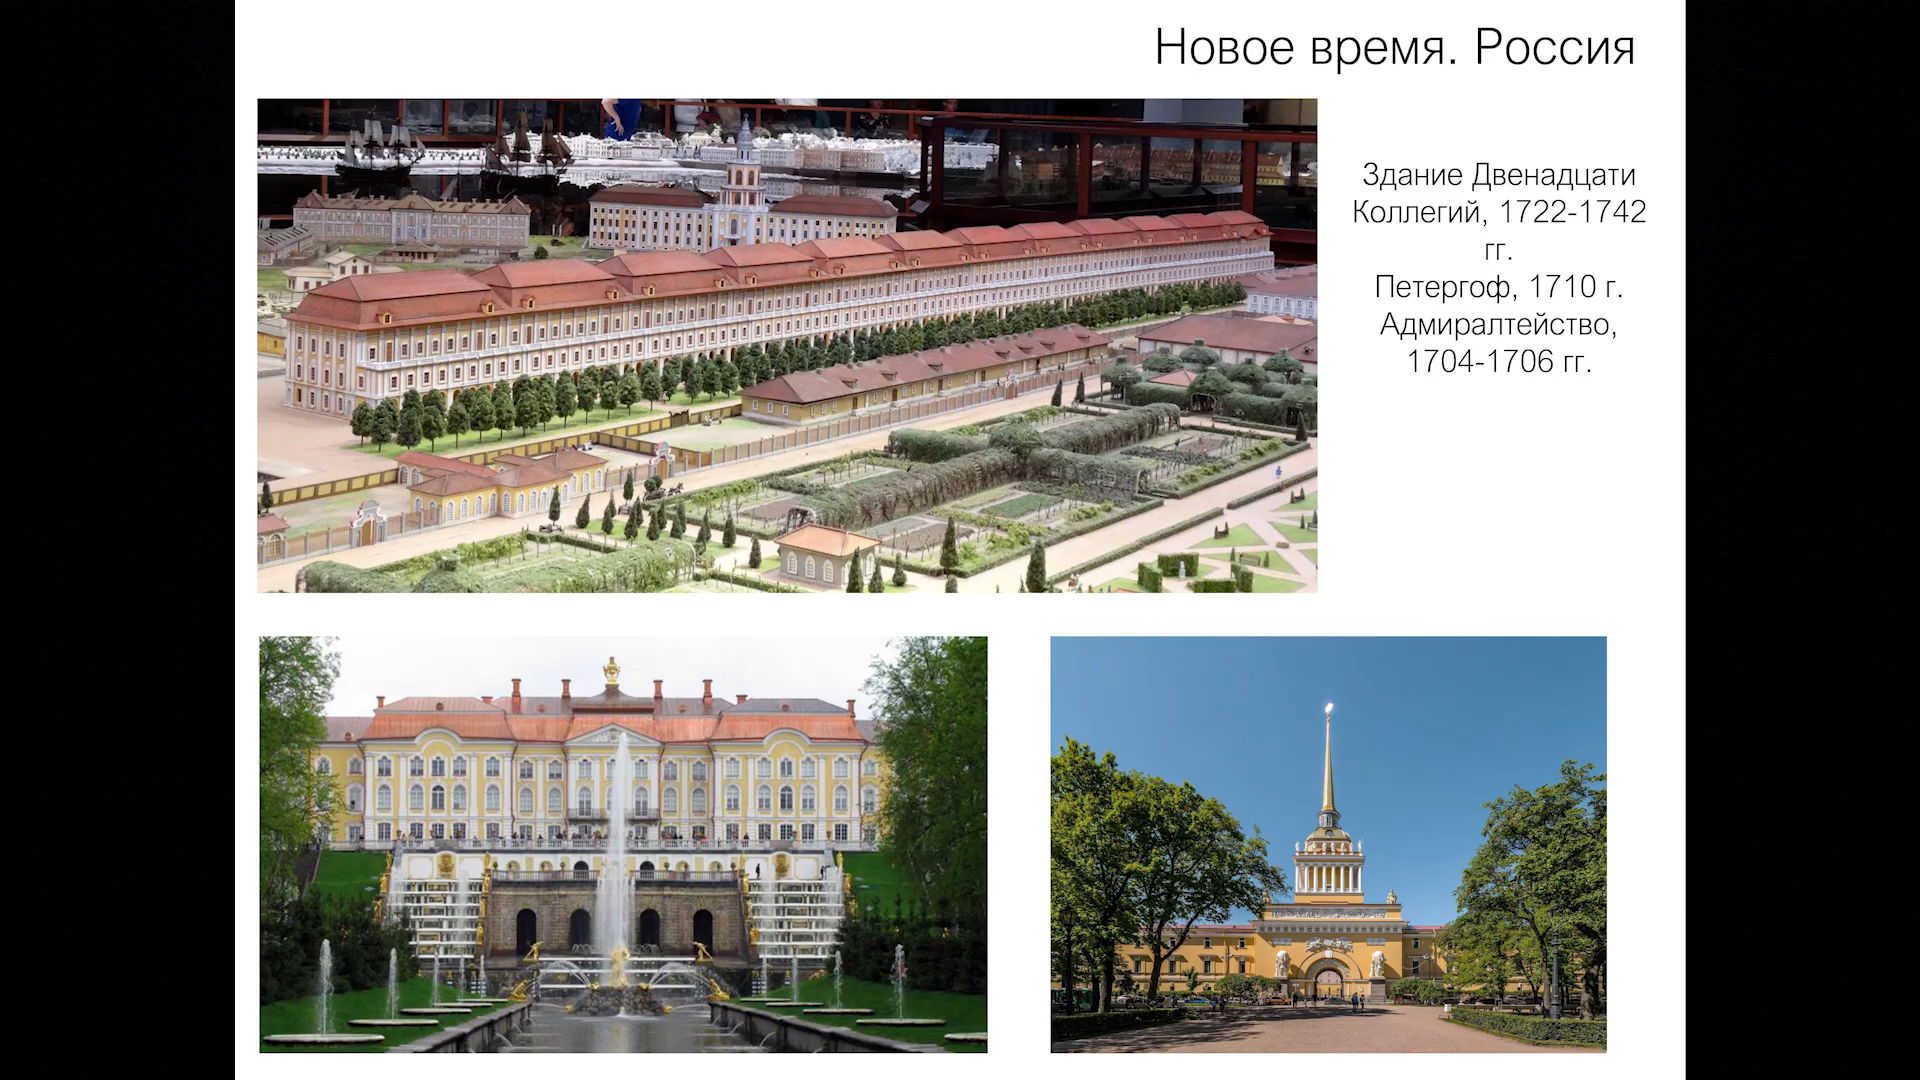 Новое время. Россия
Здание Двенадцати
Коллегий, 1722-1742
гг.
Петергоф, 1710 г.
Адмиралтейство,
1704-1706 гг.